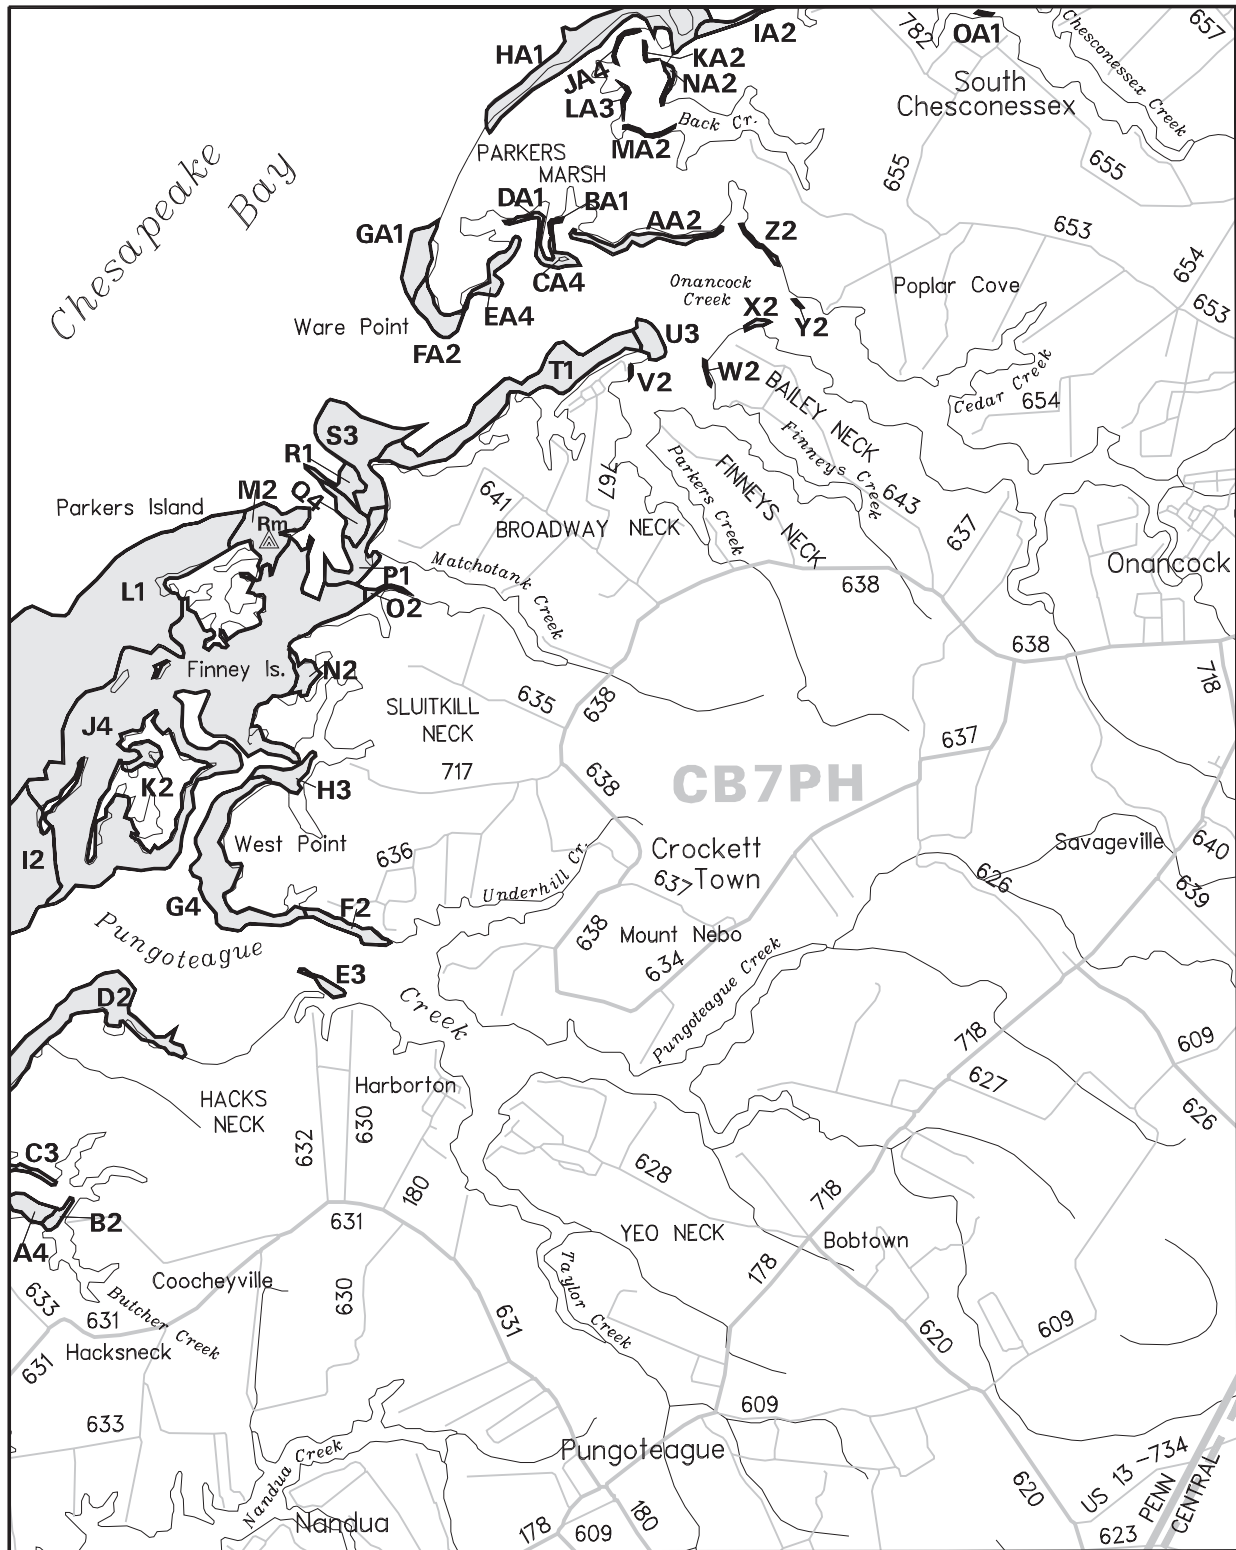 IA2
782
OA1
Chesconessex Creek
657
HA1
KA2
JA4
NA2
South
Chesconessex
LA3
Back Cr.
MA2
Chesapeake
Bay
PARKERS
MARSH
655
655
DA1
BA1
GA1
AA2
Z2
653
654
CA4
Onancock
Creek
Poplar Cove
EA4
X2
653
Ware Point
Y2
FA2
U3
T1
V2
W2
BAILEY NECK
Cedar Creek
654
S3
R1
Finneys Creek
Parkers Creek
FINNEYS NECK
767
643
M2
Q4
641
Parkers Island
Rm
BROADWAY NECK
637
Matchotank Creek
Onancock
L1
P1
638
O2
638
Finney Is.
N2
718
635
638
SLUITKILL
NECK
J4
637
717
638
CB7PH
K2
H3
I2
West Point
636
Crockett
Town
637
Savageville
640
Underhill Cr.
626
639
G4
F2
638
Mount Nebo
634
Pungoteague
Creek
Pungoteague Creek
E3
D2
718
609
HACKS
NECK
Harborton
627
632
630
626
C3
628
180
718
B2
631
YEO NECK
Bobtown
A4
178
Coocheyville
Taylor Creek
633
631
Butcher Creek
630
631
620
609
631
Hacksneck
633
609
Nandua Creek
Pungoteague
US 13 -734
PENN
CENTRAL
620
Nandua
178
609
180
623